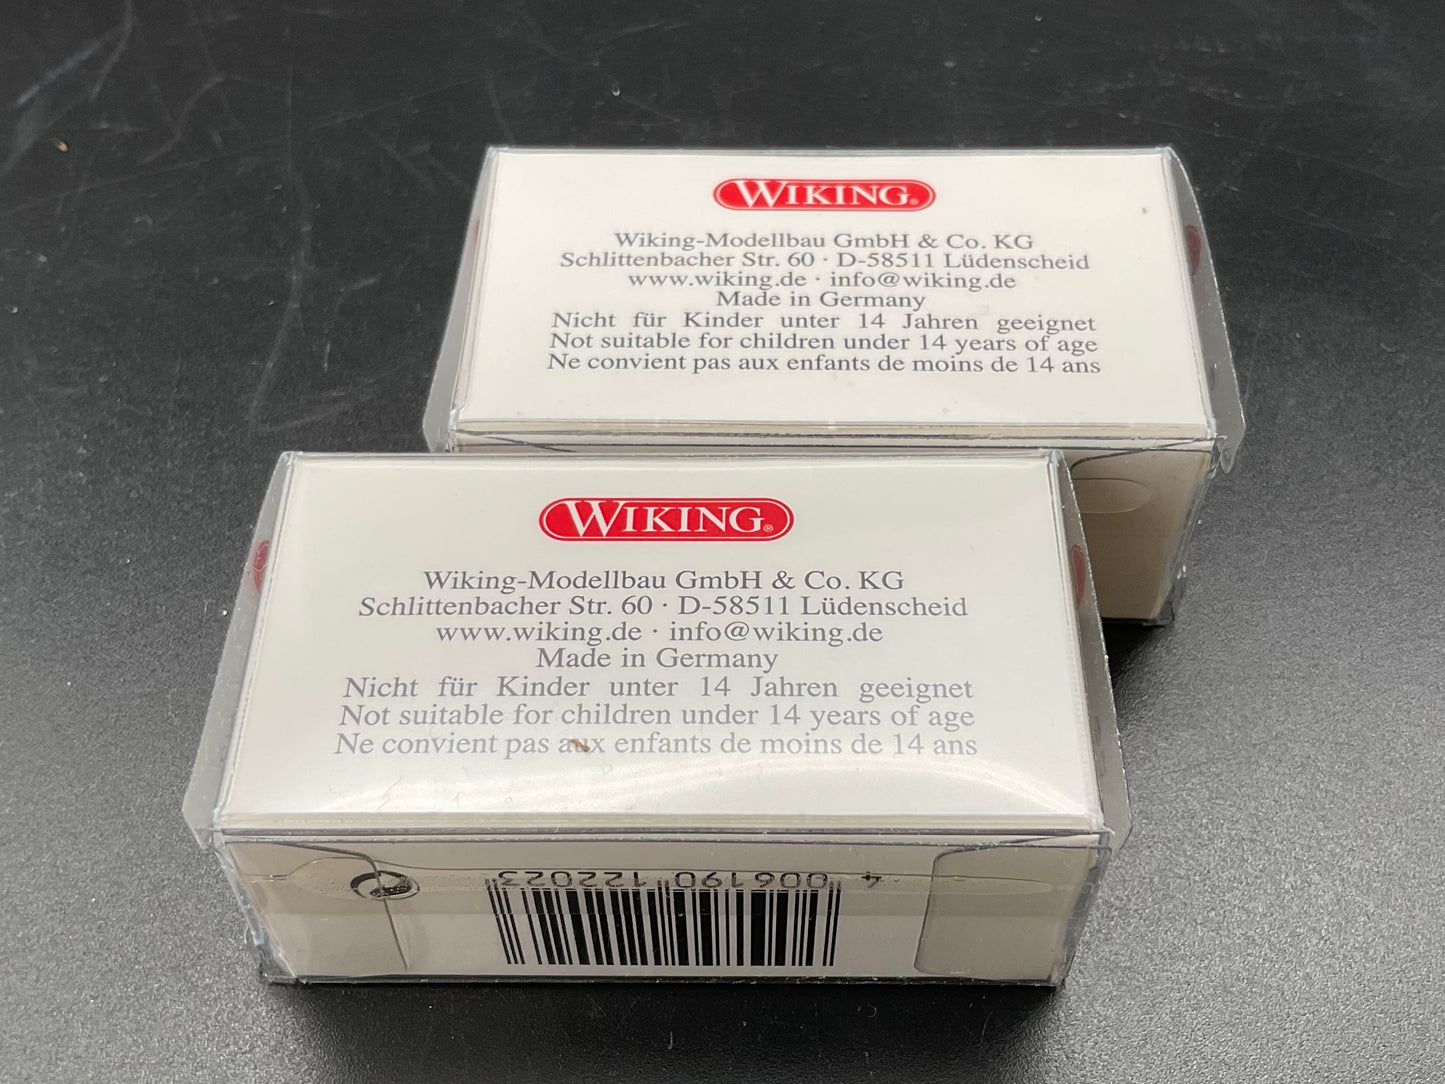 WIKING®
Wiking-Modellbau GmbH & Co. KG
Schlittenbacher Str. 60 · D-58511 Lüdenscheid
www.wiking.de · info@wiking.de
Made in Germany
Nicht für Kinder unter 14 Jahren geeignet
Not suitable for children under 14 years of age
Ne convient pas aux enfants de moins de 14 ans
WIKING®
Wiking-Modellbau GmbH & Co. KG
Schlittenbacher Str. 60 · D-58511 Lüdenscheid
www.wiking.de · info@wiking.de
Made in Germany
Nicht für Kinder unter 14 Jahren geeignet
Not suitable for children under 14 years of age
Ne convient pas aux enfants de moins de 14 ans
4 006190 122023